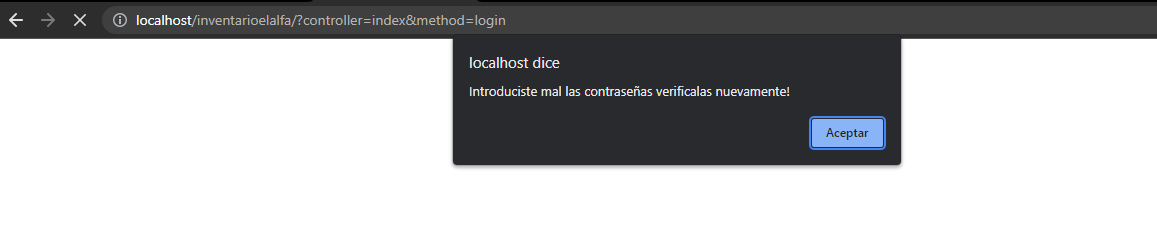 localhost/inventarioelalfa/?controller=index&method=login
localhost dice
Introduciste mal las contraseñas verificalas nuevamente!
Aceptar